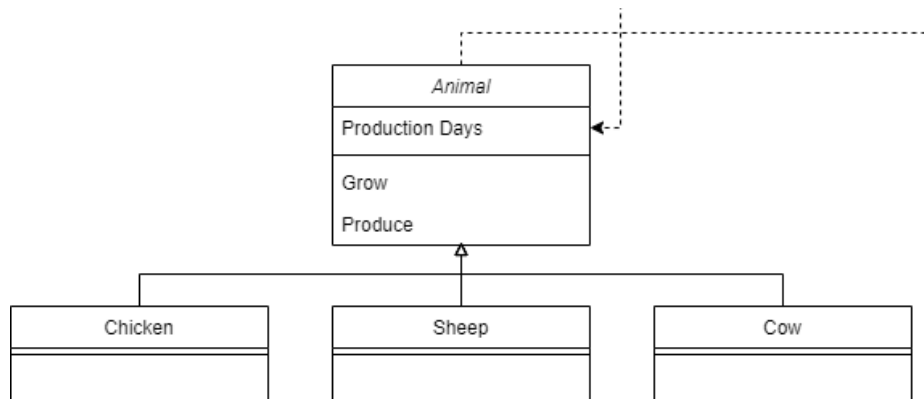 Animal
Production Days
Grow
Produce
Chicken
Sheep
Cow